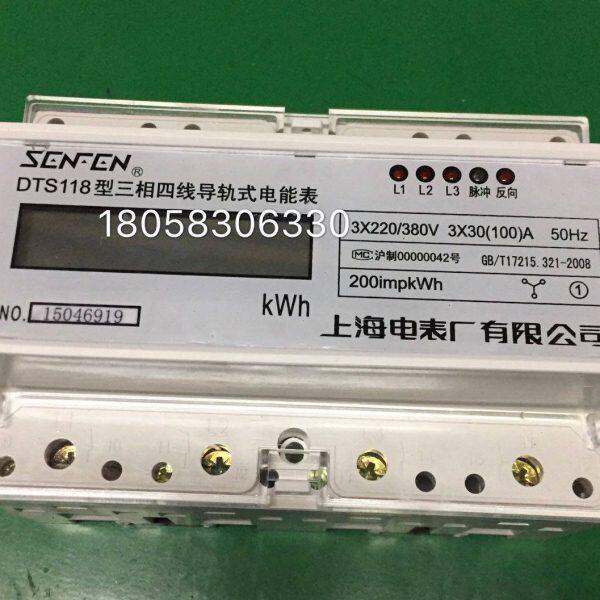 SENFEN®
DTS118型三相四线导轨式电能表
L1 L2 L3 脉冲 反向
18058306330
3X220/380V 3X30(100)A 50Hz
MC 沪制00000042号 GB/T17215.321-2008
200impkWh ①
kWh
NO. 15046919
上海电表厂有限公司